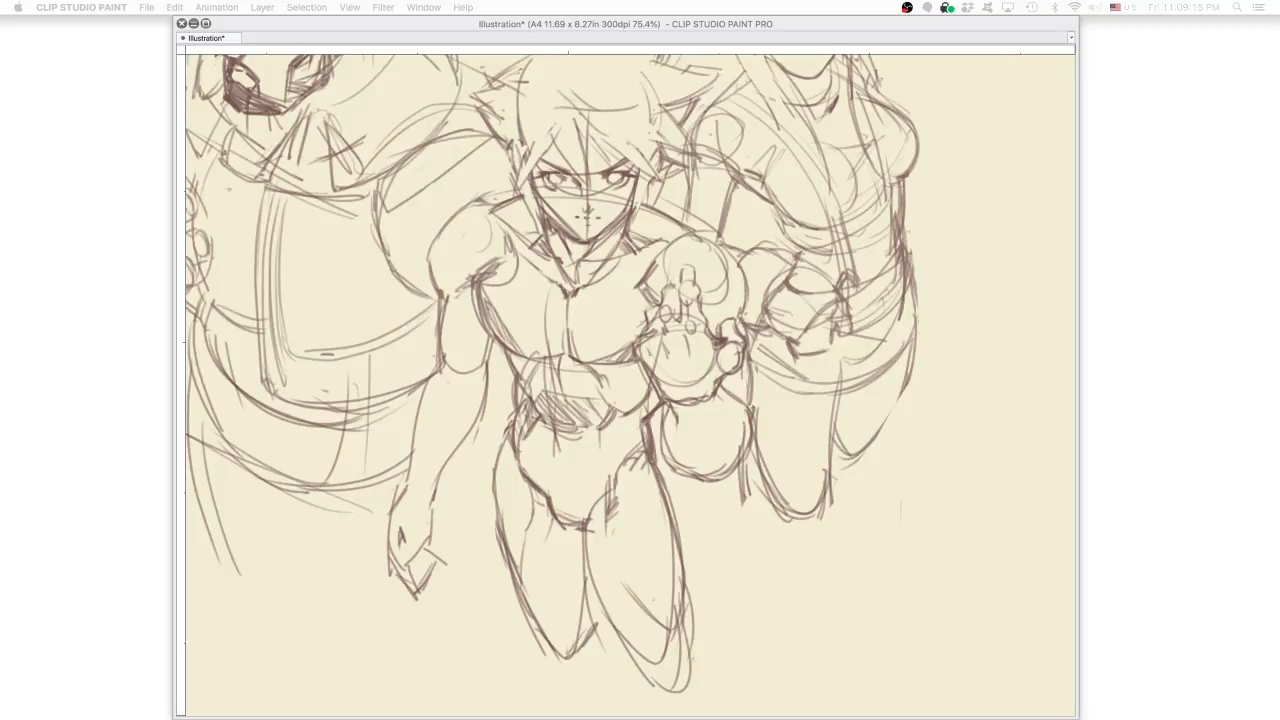 CLIP STUDIO PAINT File Edit Animation Layer Selection View Filter Window Help US Fri 11:09:15 PM
Illustration* (A4 11.69 x 8.27in 300dpi 75.4%) - CLIP STUDIO PAINT PRO
Illustration*